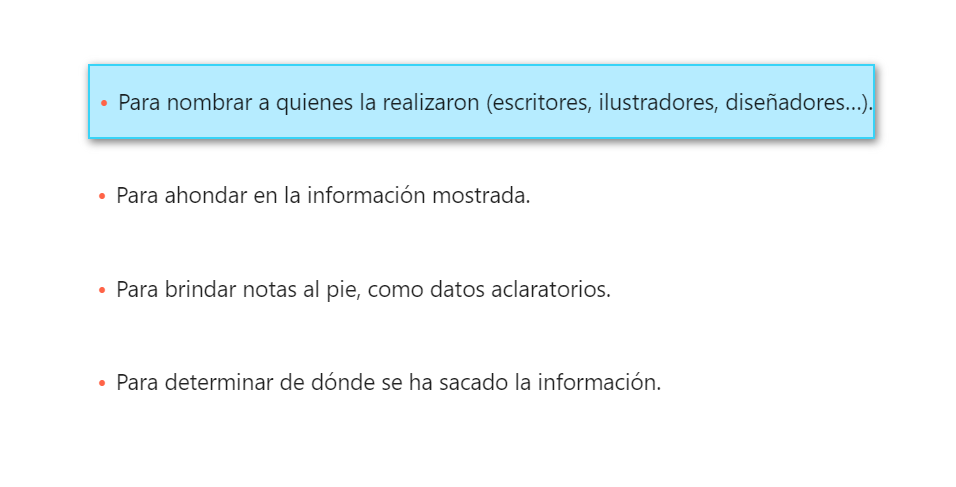 • Para nombrar a quienes la realizaron (escritores, ilustradores, diseñadores...).
• Para ahondar en la información mostrada.
• Para brindar notas al pie, como datos aclaratorios.
• Para determinar de dónde se ha sacado la información.